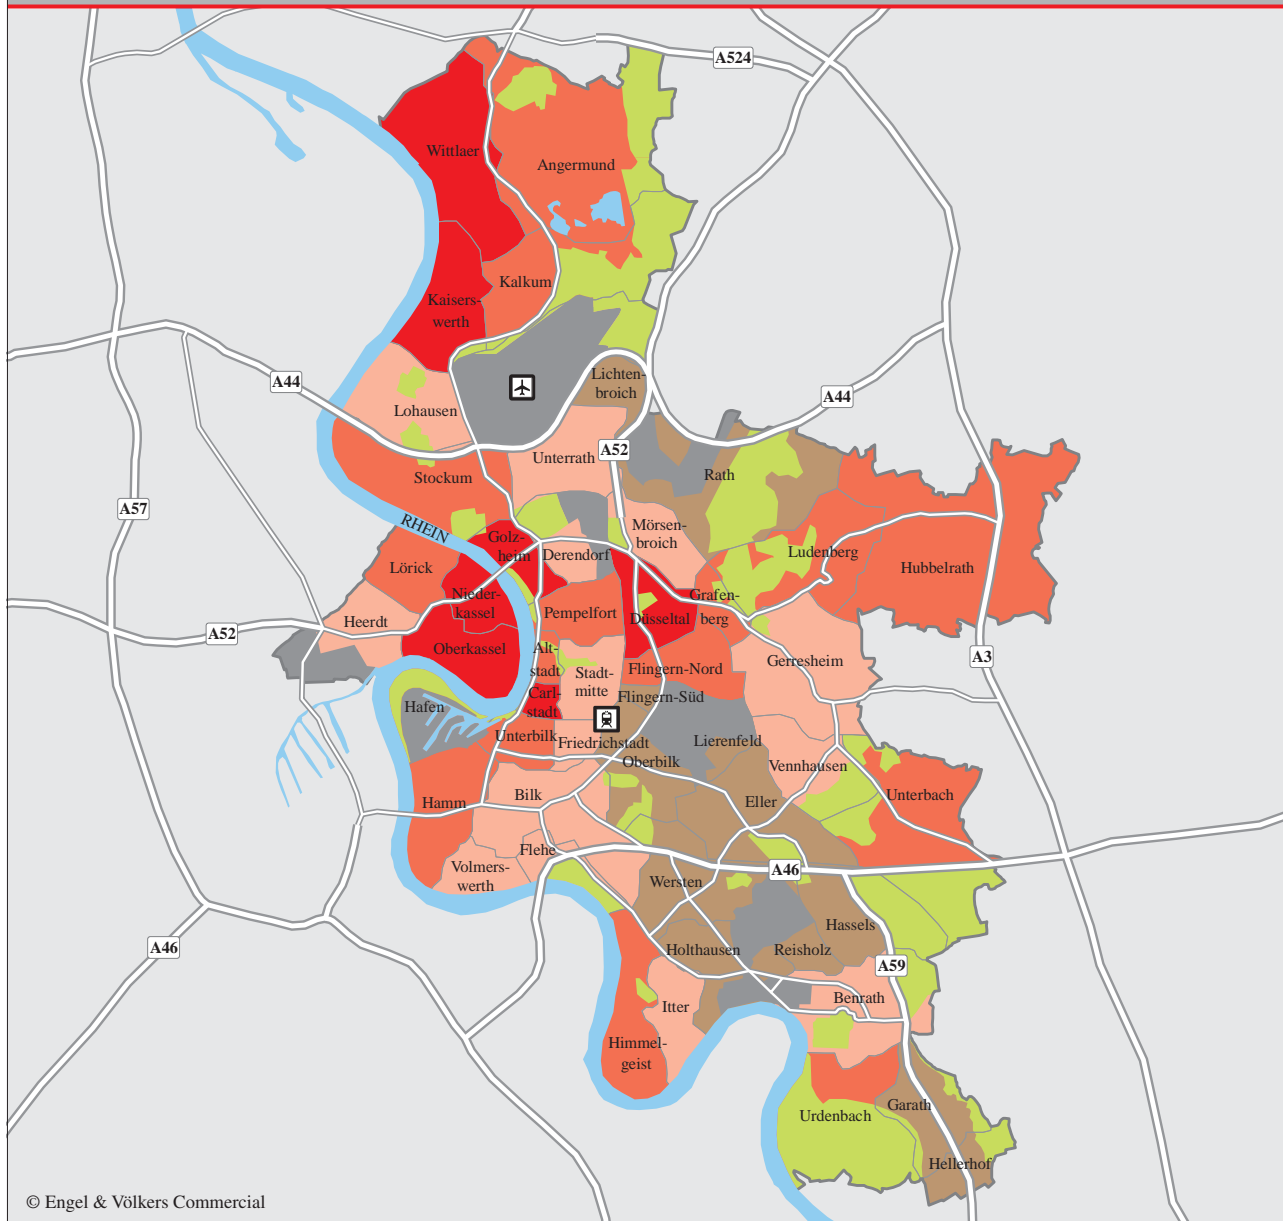 A524
Wittlaer
Angermund
Kalkum
Kaisers-
werth
Lichten-
broich
A44
A44
Lohausen
Unterrath
A52
Rath
Stockum
A57
RHEIN
Mörsen-
broich
Golz-
heim
Derendorf
Ludenberg
Hubbelrath
Lörick
Nieder-
kassel
Grafen-
berg
Pempelfort
Düsseltal
Heerdt
A52
Oberkassel
Alt-
stadt
A3
Gerresheim
Flingern-Nord
Stadt-
mitte
Flingern-Süd
Carl-
stadt
Hafen
Unterbilk
Friedrichstadt
Lierenfeld
Oberbilk
Vennhausen
Hamm
Bilk
Eller
Unterbach
Flehe
Volmers-
werth
A46
Wersten
Hassels
A46
Holthausen
Reisholz
A59
Itter
Benrath
Himmel-
geist
Urdenbach
Garath
Hellerhof
© Engel & Völkers Commercial